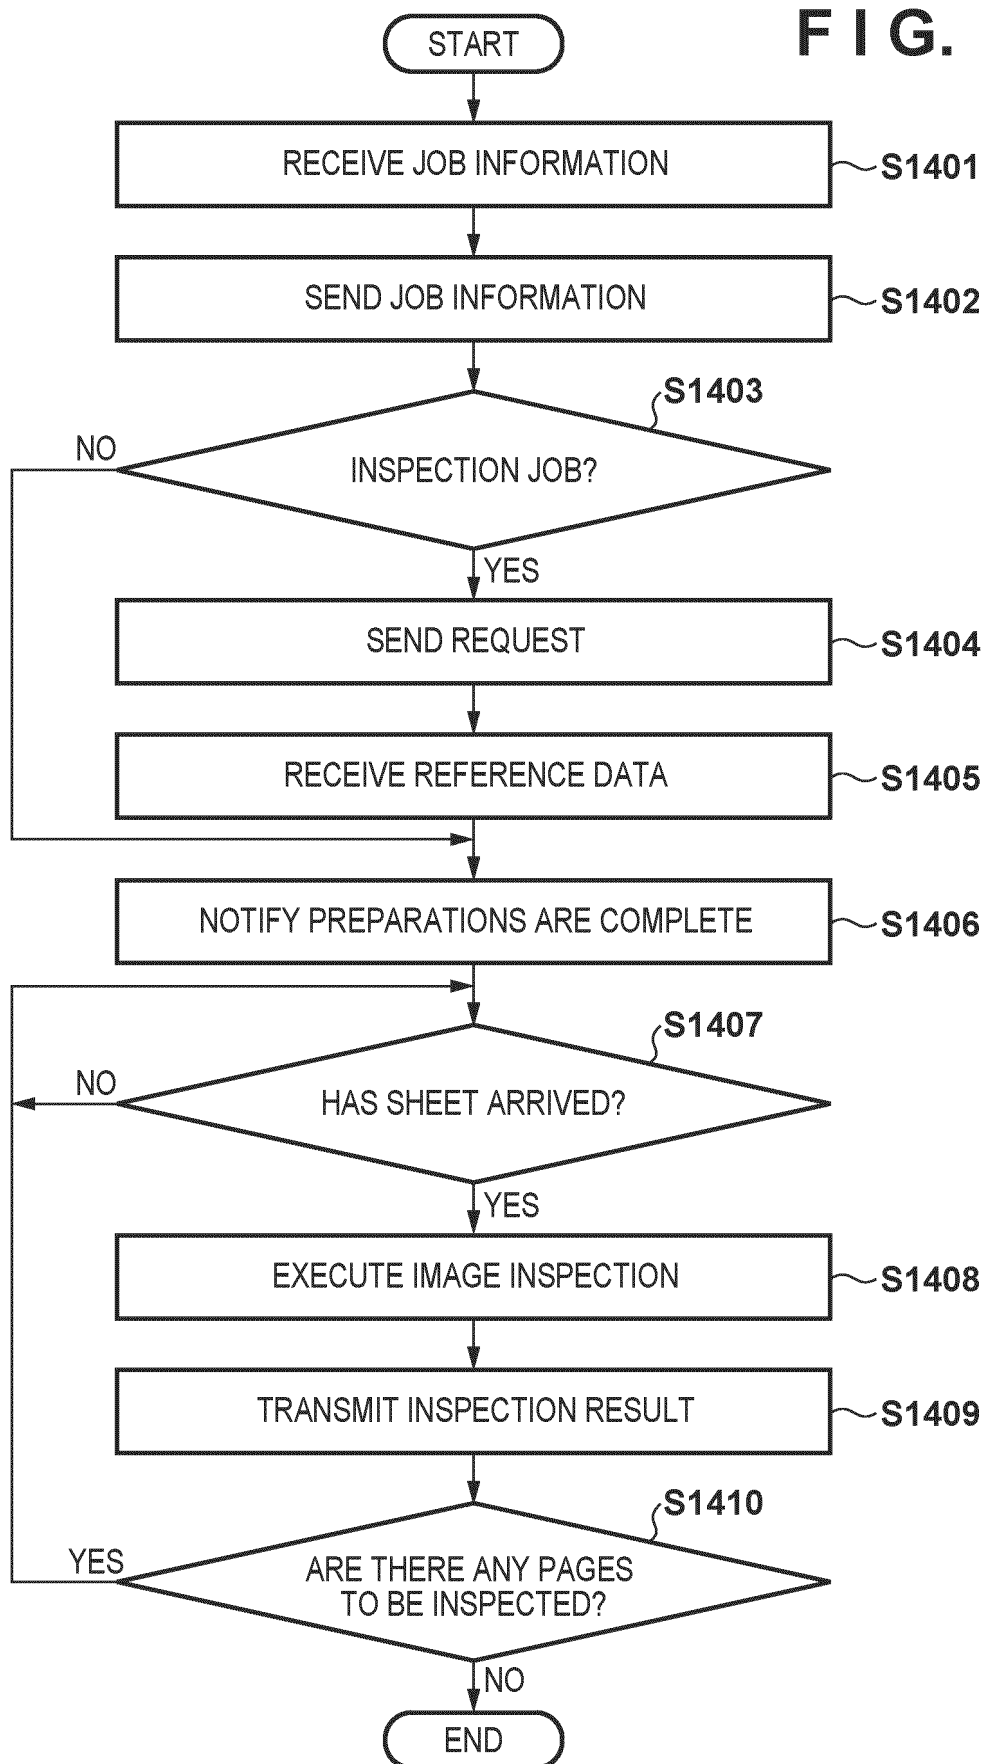 FIG.
START
RECEIVE JOB INFORMATION
S1401
SEND JOB INFORMATION
S1402
S1403
NO
INSPECTION JOB?
YES
SEND REQUEST
S1404
RECEIVE REFERENCE DATA
S1405
NOTIFY PREPARATIONS ARE COMPLETE
S1406
S1407
NO
HAS SHEET ARRIVED?
YES
EXECUTE IMAGE INSPECTION
S1408
TRANSMIT INSPECTION RESULT
S1409
S1410
YES
ARE THERE ANY PAGES
TO BE INSPECTED?
NO
END